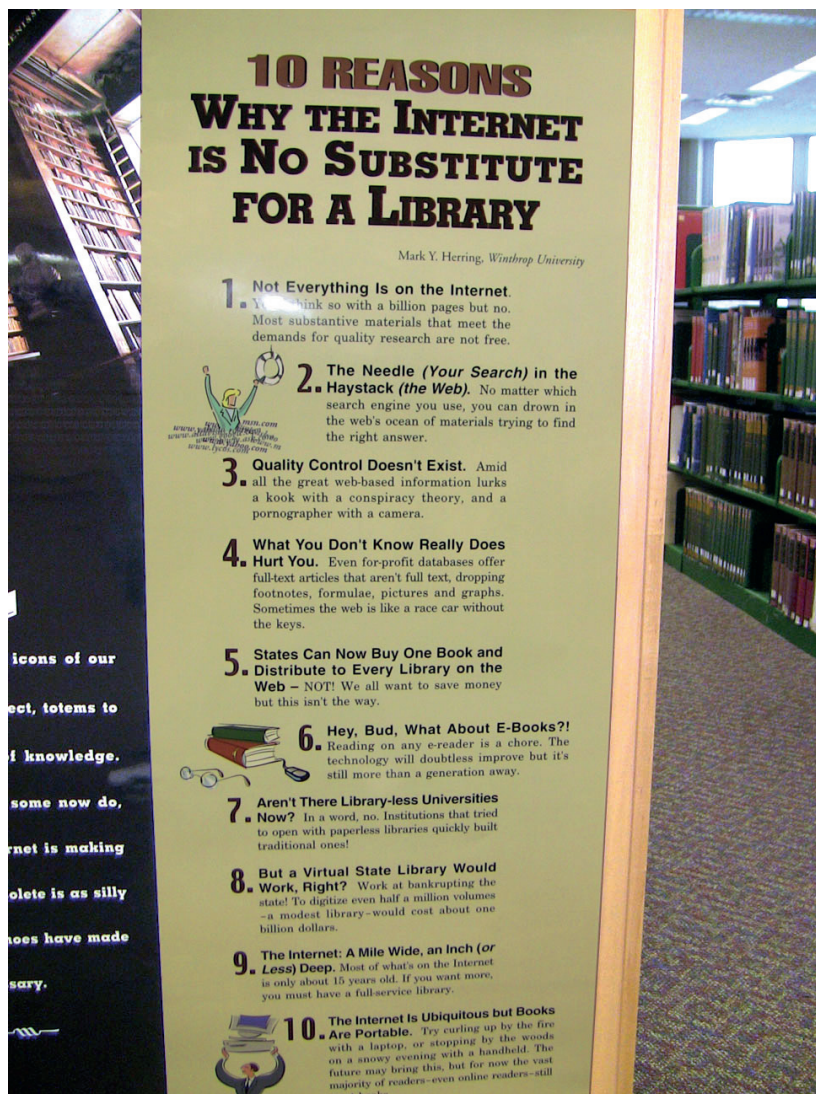 10 REASONS
WHY THE INTERNET
IS NO SUBSTITUTE
FOR A LIBRARY
Mark Y. Herring, Winthrop University
1. Not Everything Is on the Internet.
think so with a billion pages but no.
Most substantive materials that meet the
demands for quality research are not free.
2. The Needle (Your Search) in the
Haystack (the Web). No matter which
search engine you use, you can drown in
the web's ocean of materials trying to find
the right answer.
msn.com
www.lycos.com
3. Quality Control Doesn't Exist. Amid
all the great web-based information lurks
a kook with a conspiracy theory, and a
pornographer with a camera.
4. What You Don't Know Really Does
Hurt You. Even for-profit databases offer
full-text articles that aren't full text, dropping
footnotes, formulae, pictures and graphs.
Sometimes the web is like a race car without
the keys.
5. States Can Now Buy One Book and
Distribute to Every Library on the
Web – NOT! We all want to save money
but this isn't the way.
6. Hey, Bud, What About E-Books?!
Reading on any e-reader is a chore. The
technology will doubtless improve but it's
still more than a generation away.
7. Aren't There Library-less Universities
Now? In a word, no. Institutions that tried
to open with paperless libraries quickly built
traditional ones!
8. But a Virtual State Library Would
Work, Right? Work at bankrupting the
state! To digitize even half a million volumes
–a modest library–would cost about one
billion dollars.
9. The Internet: A Mile Wide, an Inch (or
Less) Deep. Most of what's on the Internet
is only about 15 years old. If you want more,
you must have a full-service library.
10. The Internet Is Ubiquitous but Books
Are Portable. Try curling up by the fire
with a laptop, or stopping by the woods
on a snowy evening with a handheld. The
future may bring this, but for now the vast
majority of readers–even online readers–still
icons of our
ect, totems to
f knowledge.
some now do,
rnet is making
olete is as silly
hoes have made
sary.